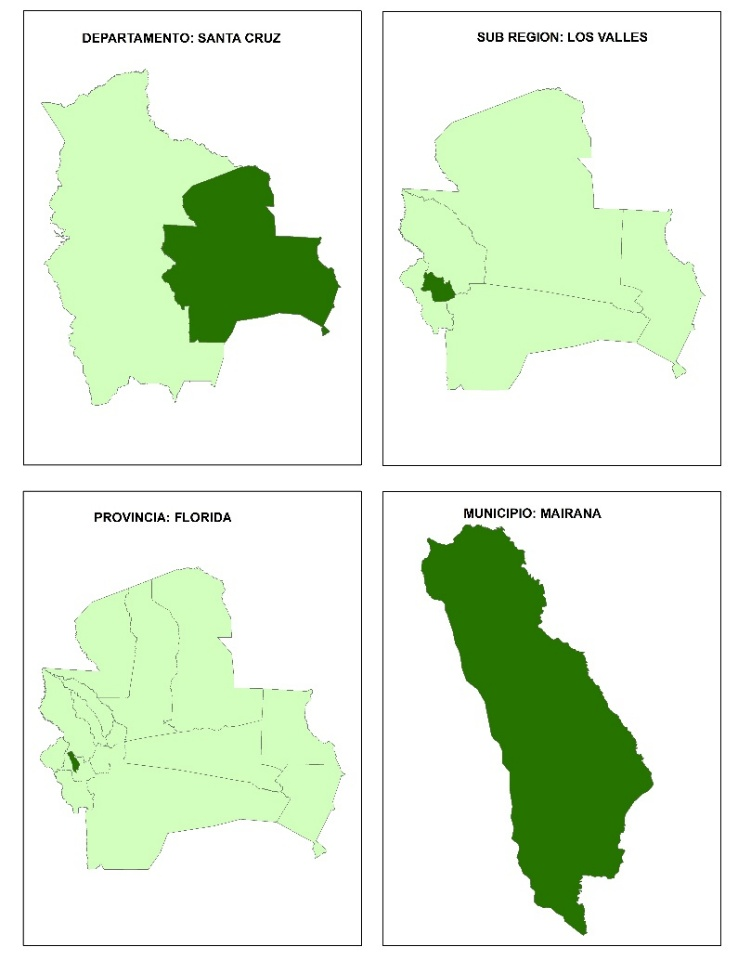 DEPARTAMENTO: SANTA CRUZ
SUB REGION: LOS VALLES
PROVINCIA: FLORIDA
MUNICIPIO: MAIRANA